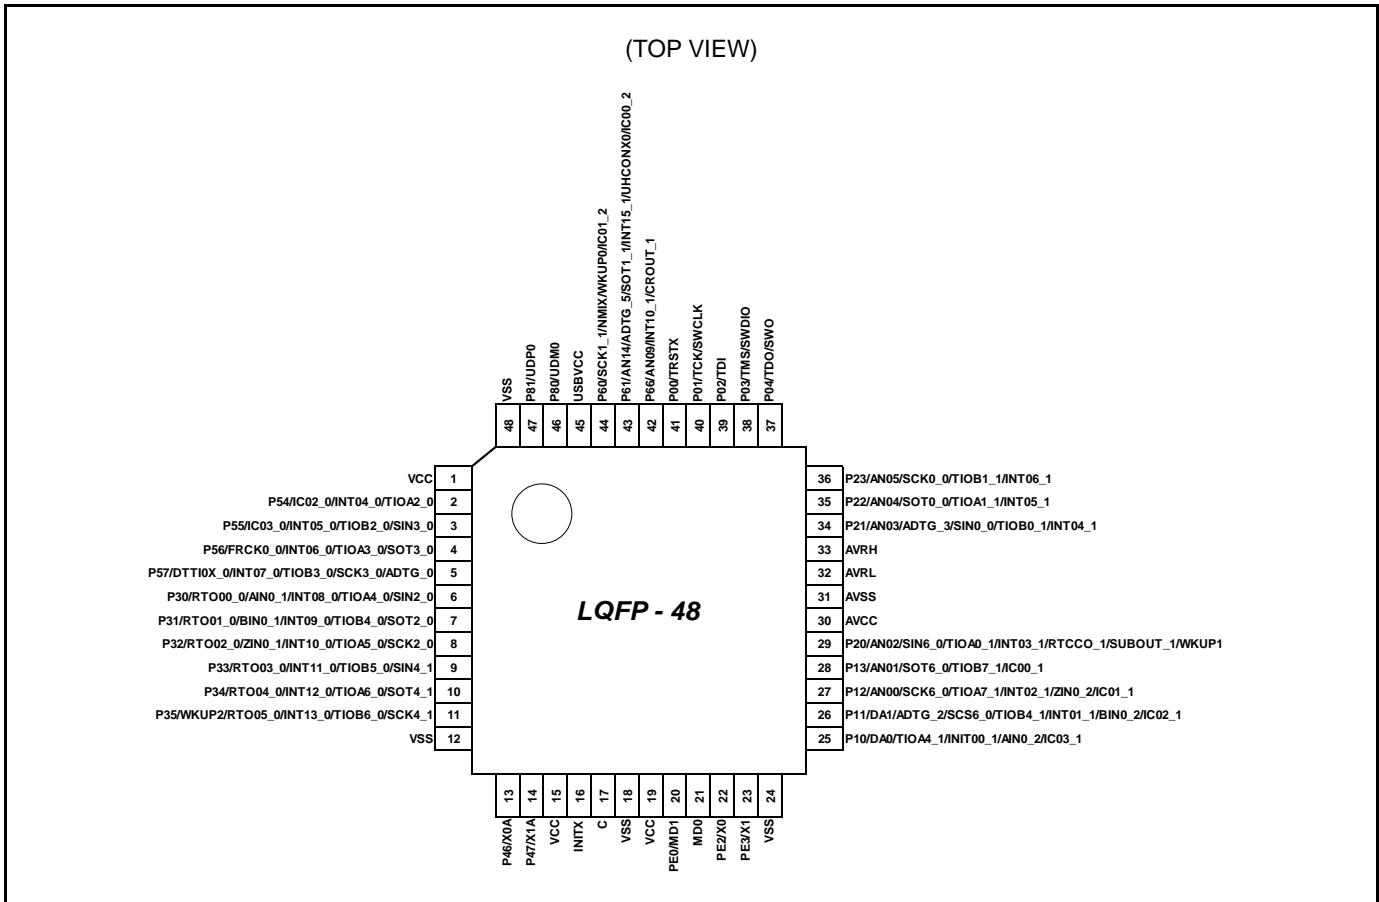 (TOP VIEW)
VSS
P81/UDP0
P80/UDM0
USBVCC
P60/SCK1_1/NMIX/WKUP0/IC01_2
P61/AN14/ADTG_5/SOT1_1/INT15_1/UHCONX0/IC00_2
P66/AN09/INT10_1/CROUT_1
P00/TRSTX
P01/TCK/SWCLK
P02/TDI
P03/TMS/SWDIO
P04/TDO/SWO
48
47
46
45
44
43
42
41
40
39
38
37
VCC 1
P54/IC02_0/INT04_0/TIOA2_0 2
P55/IC03_0/INT05_0/TIOB2_0/SIN3_0 3
P56/FRCK0_0/INT06_0/TIOA3_0/SOT3_0 4
P57/DTTI0X_0/INT07_0/TIOB3_0/SCK3_0/ADTG_0 5
P30/RTO00_0/AIN0_1/INT08_0/TIOA4_0/SIN2_0 6
P31/RTO01_0/BIN0_1/INT09_0/TIOB4_0/SOT2_0 7
P32/RTO02_0/ZIN0_1/INT10_0/TIOA5_0/SCK2_0 8
P33/RTO03_0/INT11_0/TIOB5_0/SIN4_1 9
P34/RTO04_0/INT12_0/TIOA6_0/SOT4_1 10
P35/WKUP2/RTO05_0/INT13_0/TIOB6_0/SCK4_1 11
VSS 12
LQFP - 48
36 P23/AN05/SCK0_0/TIOB1_1/INT06_1
35 P22/AN04/SOT0_0/TIOA1_1/INT05_1
34 P21/AN03/ADTG_3/SIN0_0/TIOB0_1/INT04_1
33 AVRH
32 AVRL
31 AVSS
30 AVCC
29 P20/AN02/SIN6_0/TIOA0_1/INT03_1/RTCCO_1/SUBOUT_1/WKUP1
28 P13/AN01/SOT6_0/TIOB7_1/IC00_1
27 P12/AN00/SCK6_0/TIOA7_1/INT02_1/ZIN0_2/IC01_1
26 P11/DA1/ADTG_2/SCS6_0/TIOB4_1/INT01_1/BIN0_2/IC02_1
25 P10/DA0/TIOA4_1/INIT00_1/AIN0_2/IC03_1
13
14
15
16
17
18
19
20
21
22
23
24
P46/X0A
P47/X1A
VCC
INITX
C
VSS
VCC
PE0/MD1
MD0
PE2/X0
PE3/X1
VSS